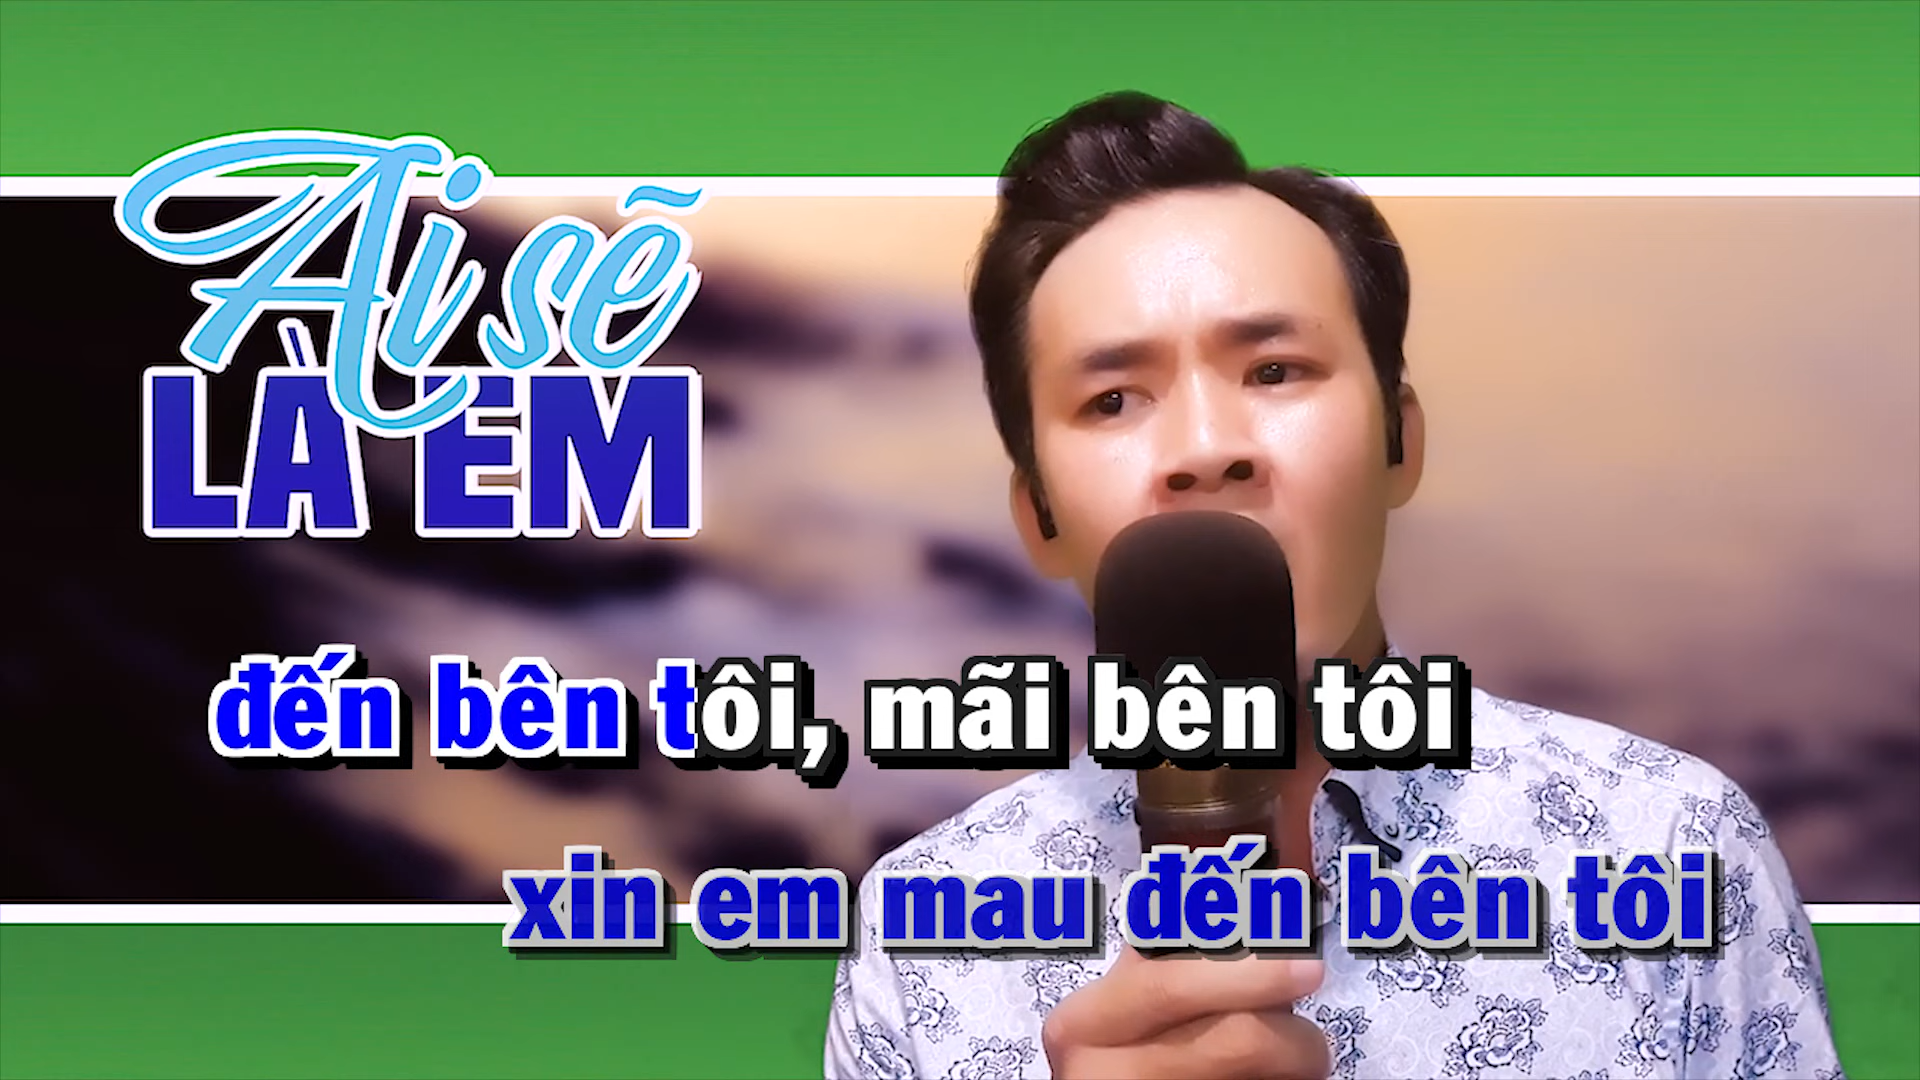 Ai sẽ
LÀ EM
đến bên tôi, mãi bên tôi
xin em mau đến bên tôi